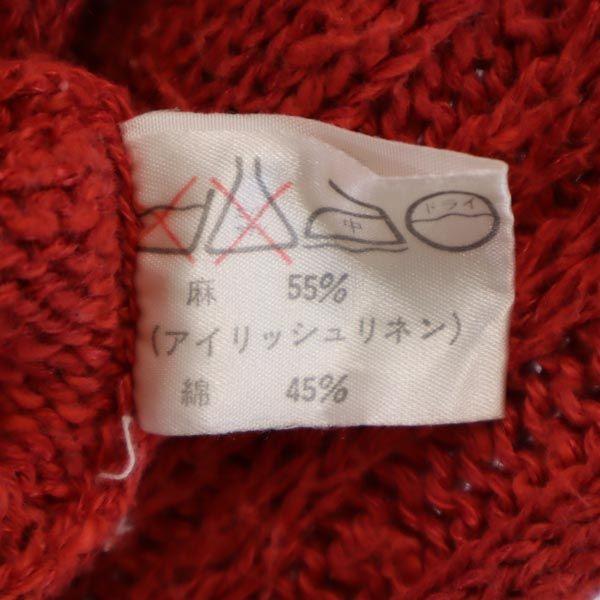 中 ドライ
麻 55%
(アイリッシュリネン)
綿 45%